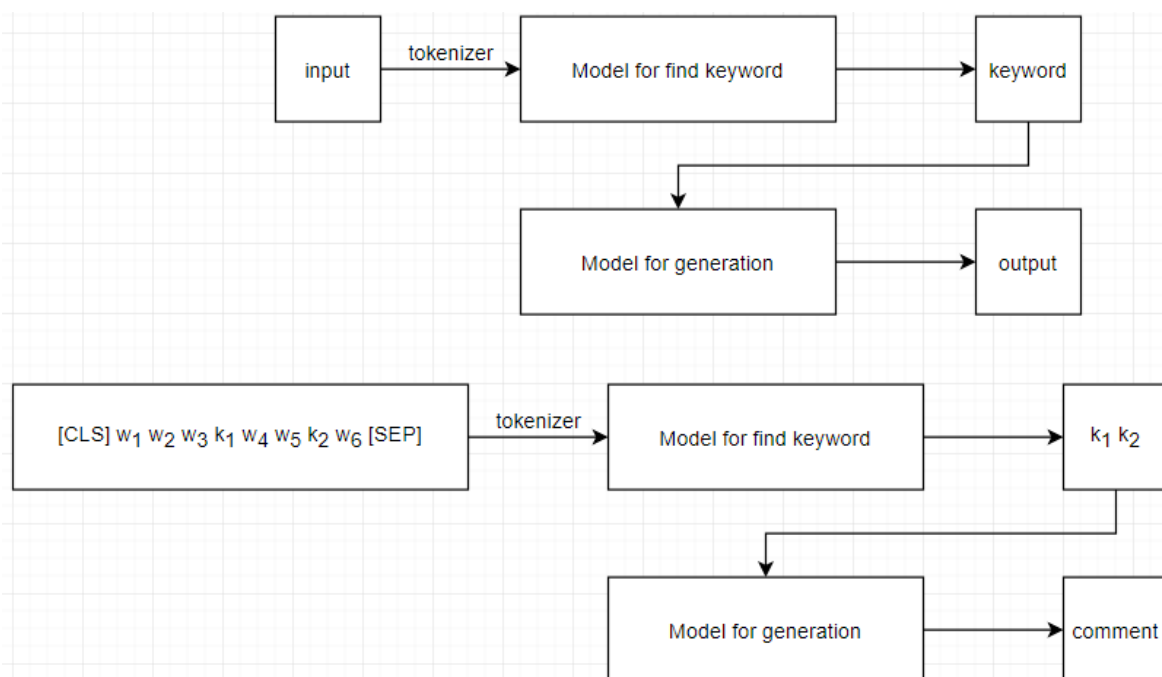 input
tokenizer
Model for find keyword
keyword
Model for generation
output
[CLS] w1 w2 w3 k1 w4 w5 k2 w6 [SEP]
tokenizer
Model for find keyword
k1 k2
Model for generation
comment